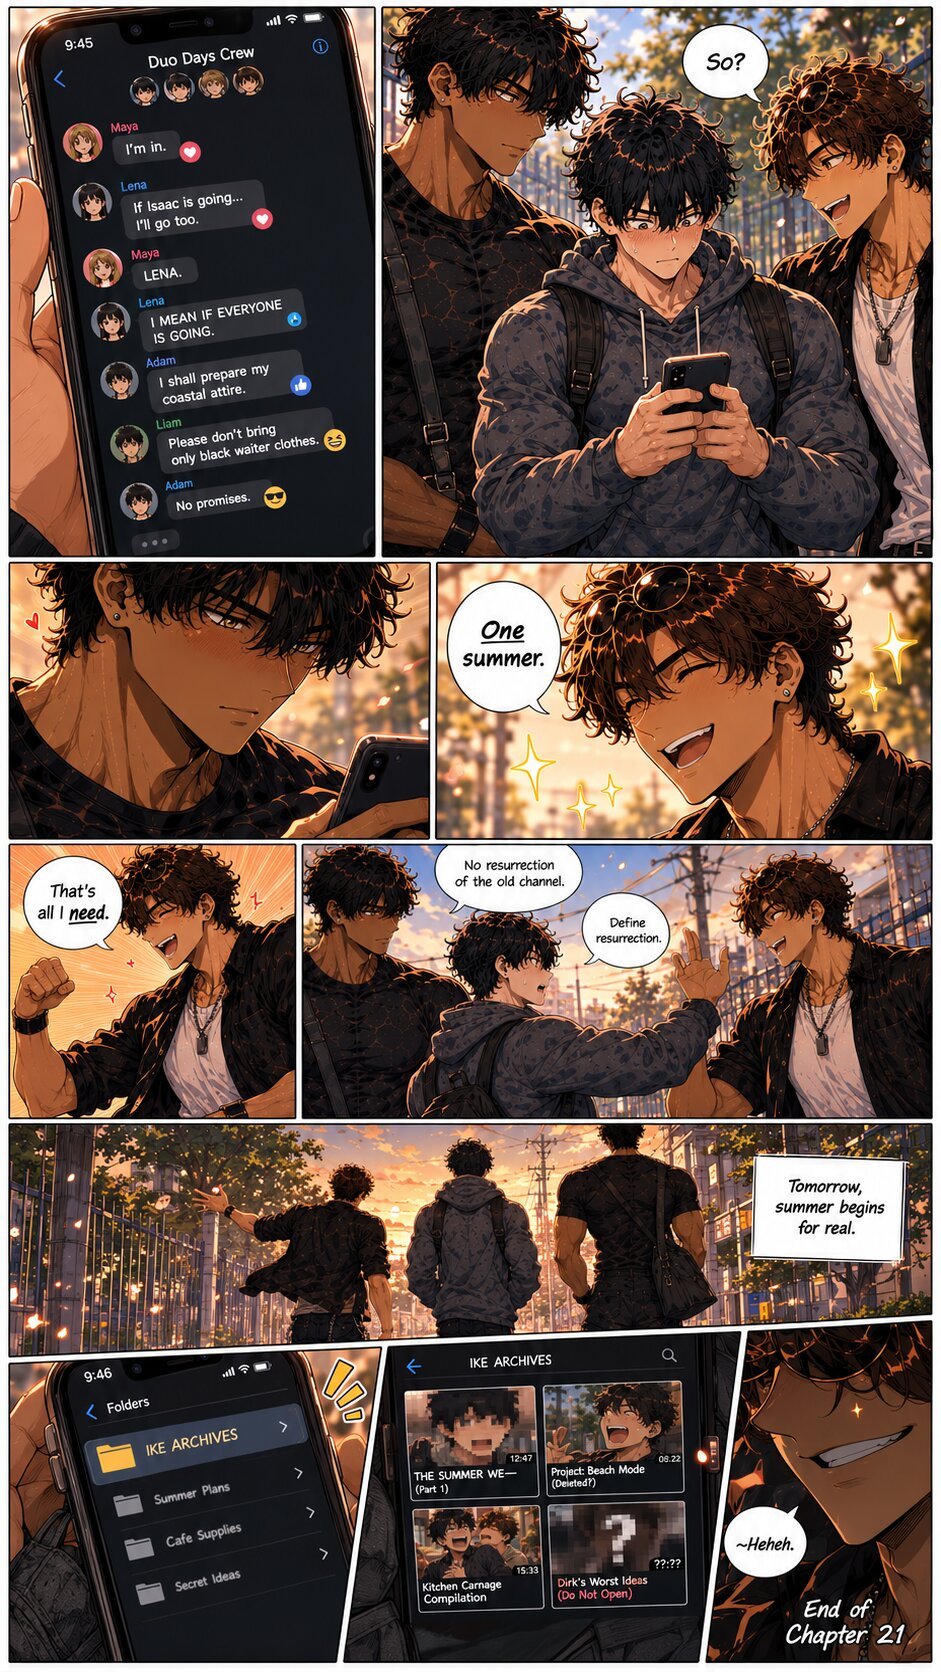 9:45
Duo Days Crew
Maya
I'm in.
Lena
If Isaac is going...
I'll go too.
Maya
LENA.
Lena
I MEAN IF EVERYONE
IS GOING.
Adam
I shall prepare my
coastal attire.
Liam
Please don't bring
only black waiter clothes.
Adam
No promises.
So?
One
summer.
That's
all I need.
No resurrection
of the old channel.
Define
resurrection.
Tomorrow,
summer begins
for real.
9:46
Folders
IKE ARCHIVES
Summer Plans
Cafe Supplies
Secret Ideas
IKE ARCHIVES
12:47
THE SUMMER WE—
(Part 1)
08:22
Project: Beach Mode
(Deleted?)
15:33
Kitchen Carnage
Compilation
?
??:??
Dirk's Worst Ideas
(Do Not Open)
~Heheh.
End of
Chapter 21